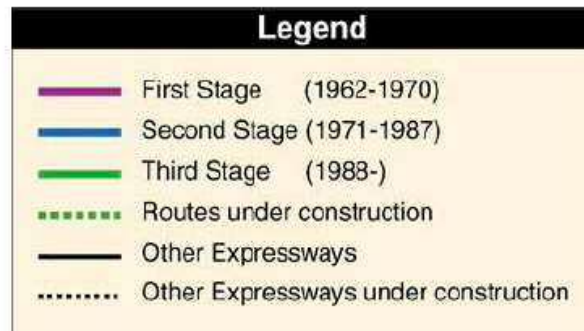 Legend
First Stage (1962-1970)
Second Stage (1971-1987)
Third Stage (1988-)
Routes under construction
Other Expressways
Other Expressways under construction